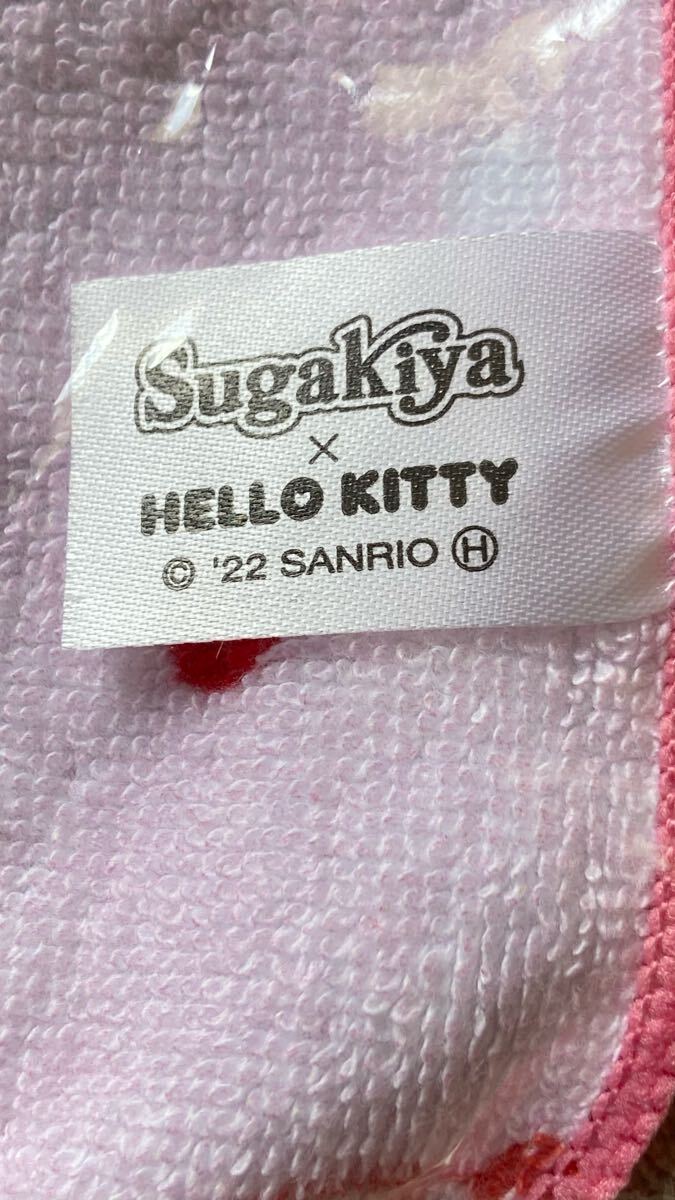 Sugakiya
×
HELLO KITTY
© '22 SANRIO Ⓗ